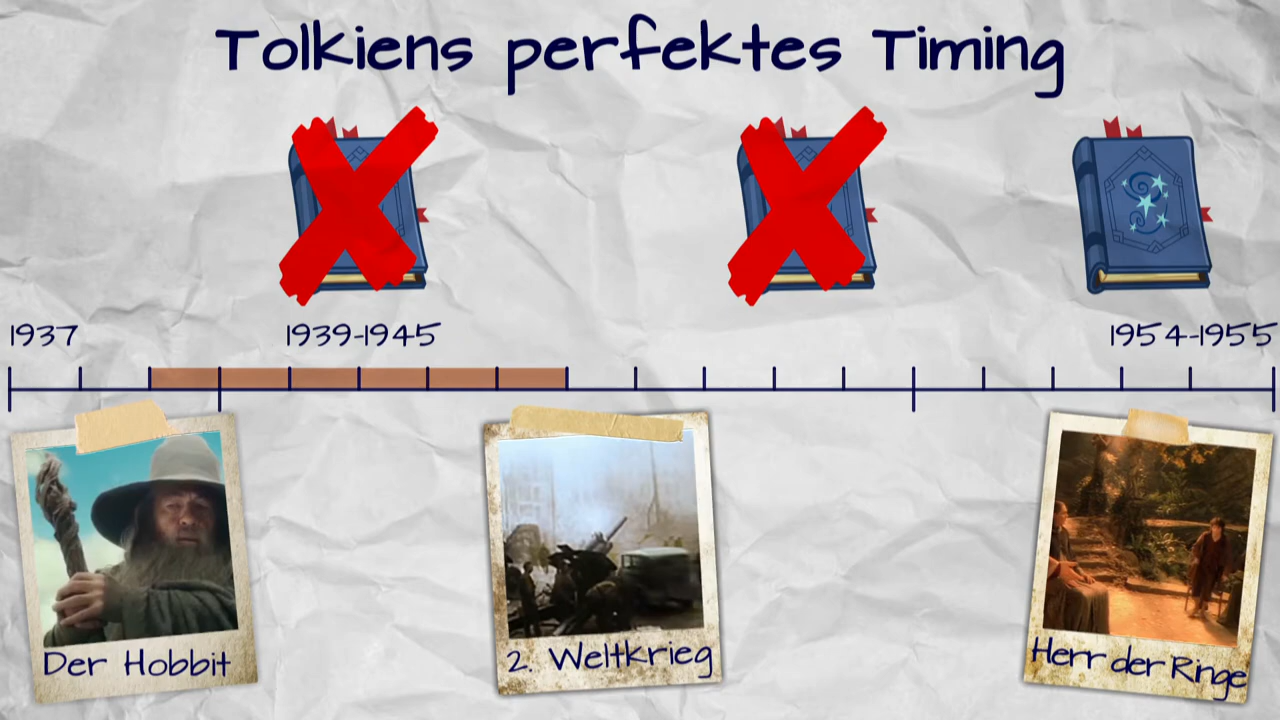 Tolkiens perfektes Timing
1937
1939-1945
1954-1955
Der Hobbit
2. Weltkrieg
Herr der Ringe